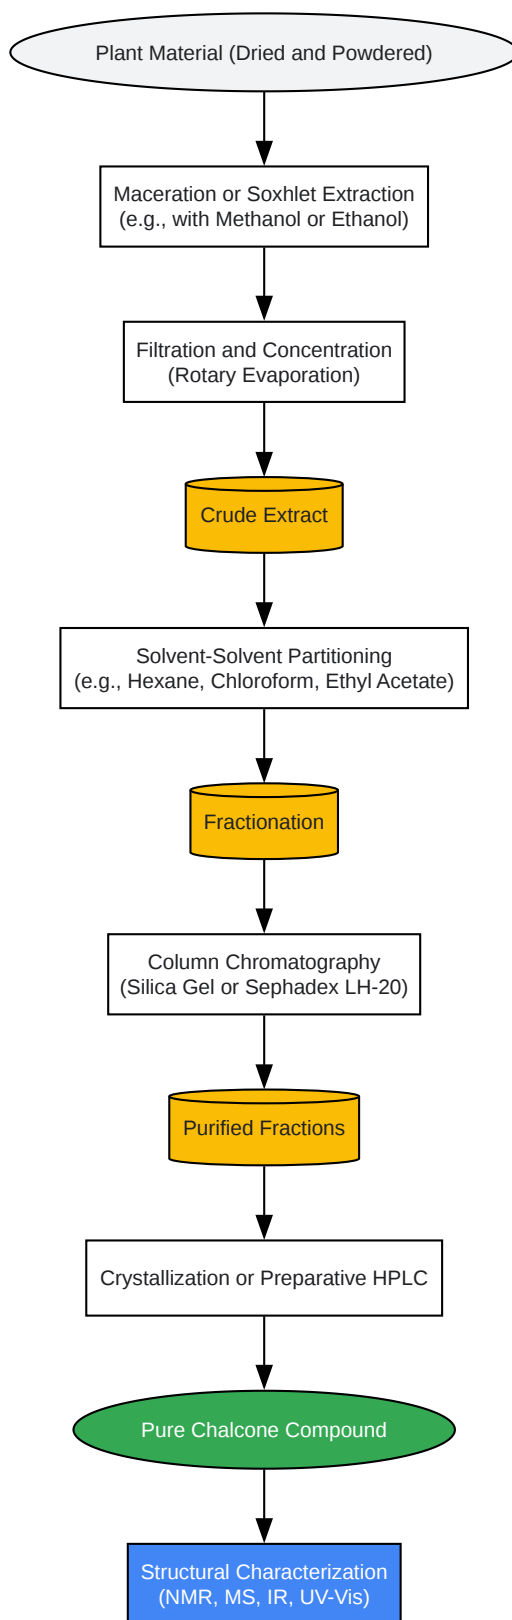 Plant Material (Dried and Powdered)
Maceration or Soxhlet Extraction
(e.g., with Methanol or Ethanol)
Filtration and Concentration
(Rotary Evaporation)
Crude Extract
Solvent-Solvent Partitioning
(e.g., Hexane, Chloroform, Ethyl Acetate)
Fractionation
Column Chromatography
(Silica Gel or Sephadex LH-20)
Purified Fractions
Crystallization or Preparative HPLC
Pure Chalcone Compound
Structural Characterization
(NMR, MS, IR, UV-Vis)